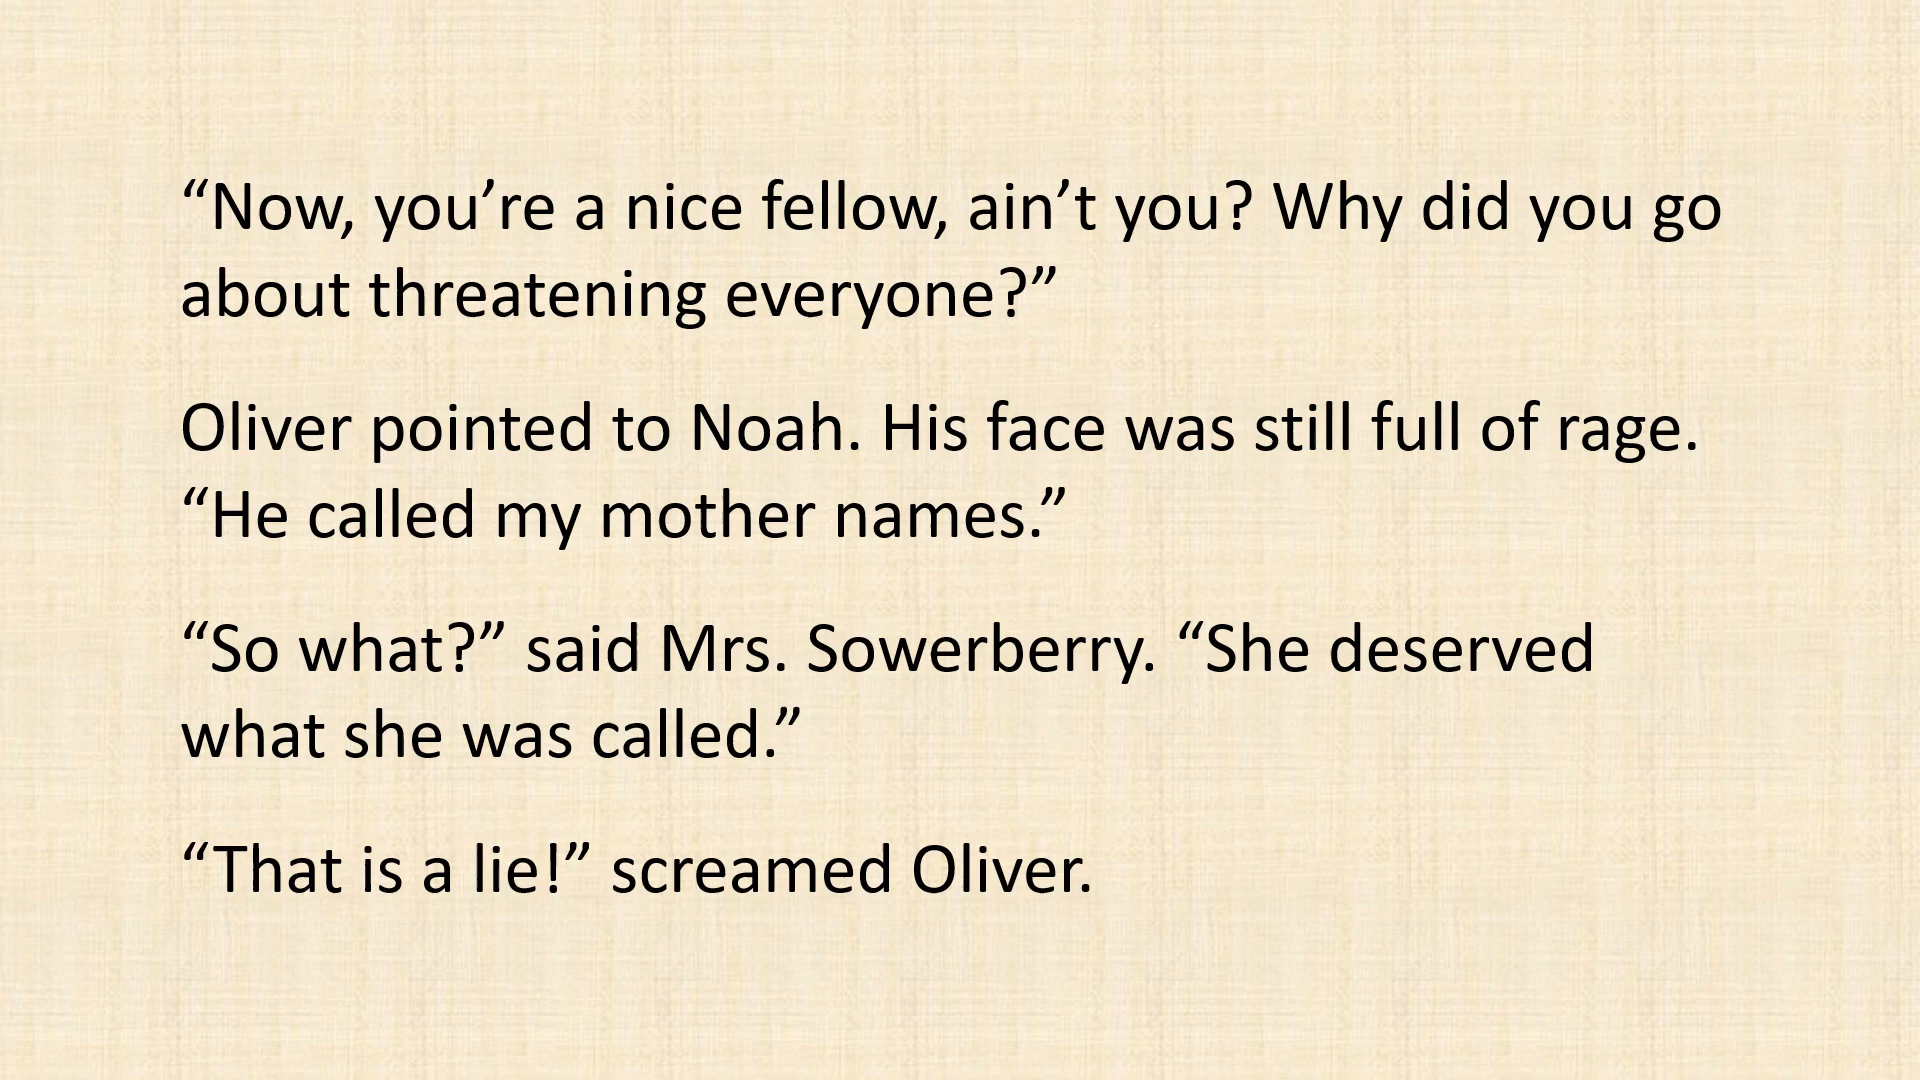 “Now, you’re a nice fellow, ain’t you? Why did you go
about threatening everyone?”
Oliver pointed to Noah. His face was still full of rage.
“He called my mother names.”
“So what?” said Mrs. Sowerberry. “She deserved
what she was called.”
“That is a lie!” screamed Oliver.